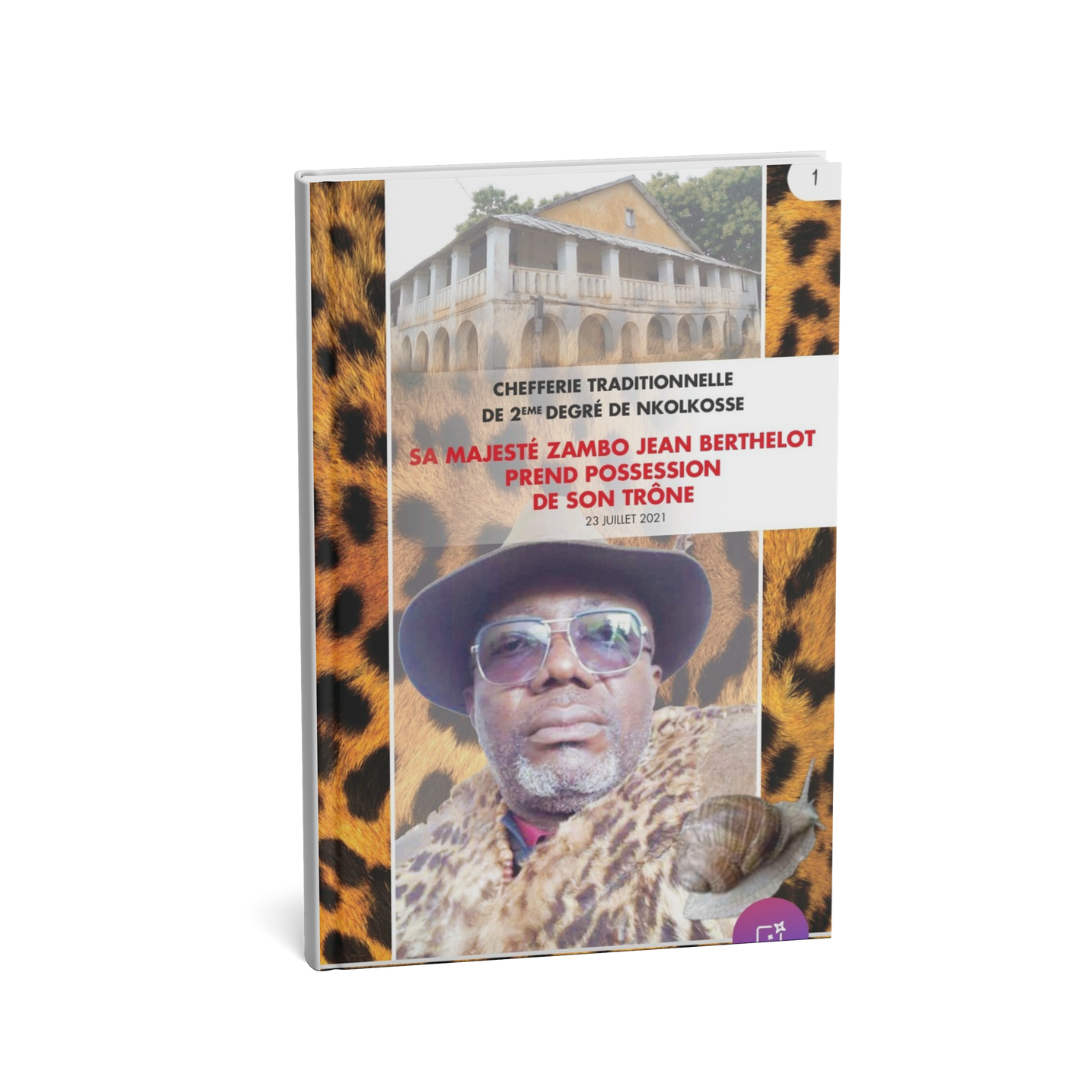 1
CHEFFERIE TRADITIONNELLE
DE 2EME DEGRÉ DE NKOLKOSSE
SA MAJESTÉ ZAMBO JEAN BERTHELOT
PREND POSSESSION
DE SON TRÔNE
23 JUILLET 2021